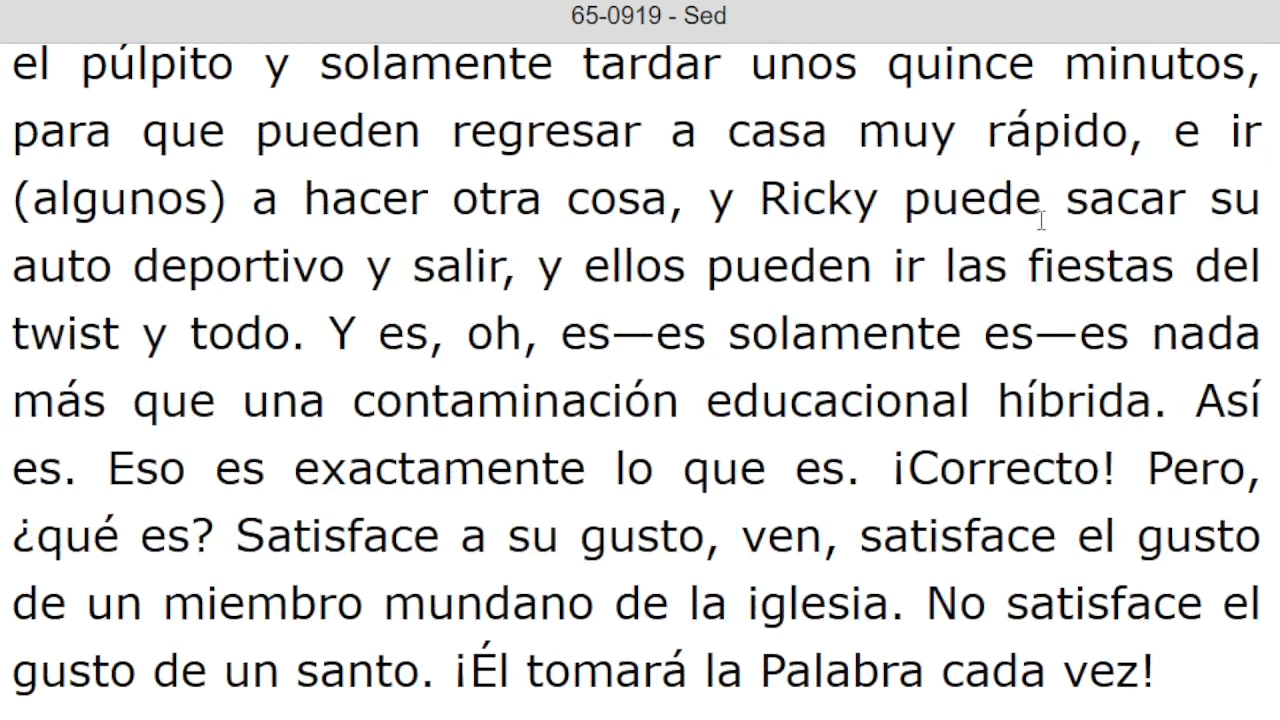 65-0919 - Sed
el púlpito y solamente tardar unos quince minutos,
para que pueden regresar a casa muy rápido, e ir
(algunos) a hacer otra cosa, y Ricky puede sacar su
auto deportivo y salir, y ellos pueden ir las fiestas del
twist y todo. Y es, oh, es—es solamente es—es nada
más que una contaminación educacional híbrida. Así
es. Eso es exactamente lo que es. ¡Correcto! Pero,
¿qué es? Satisface a su gusto, ven, satisface el gusto
de un miembro mundano de la iglesia. No satisface el
gusto de un santo. ¡Él tomará la Palabra cada vez!